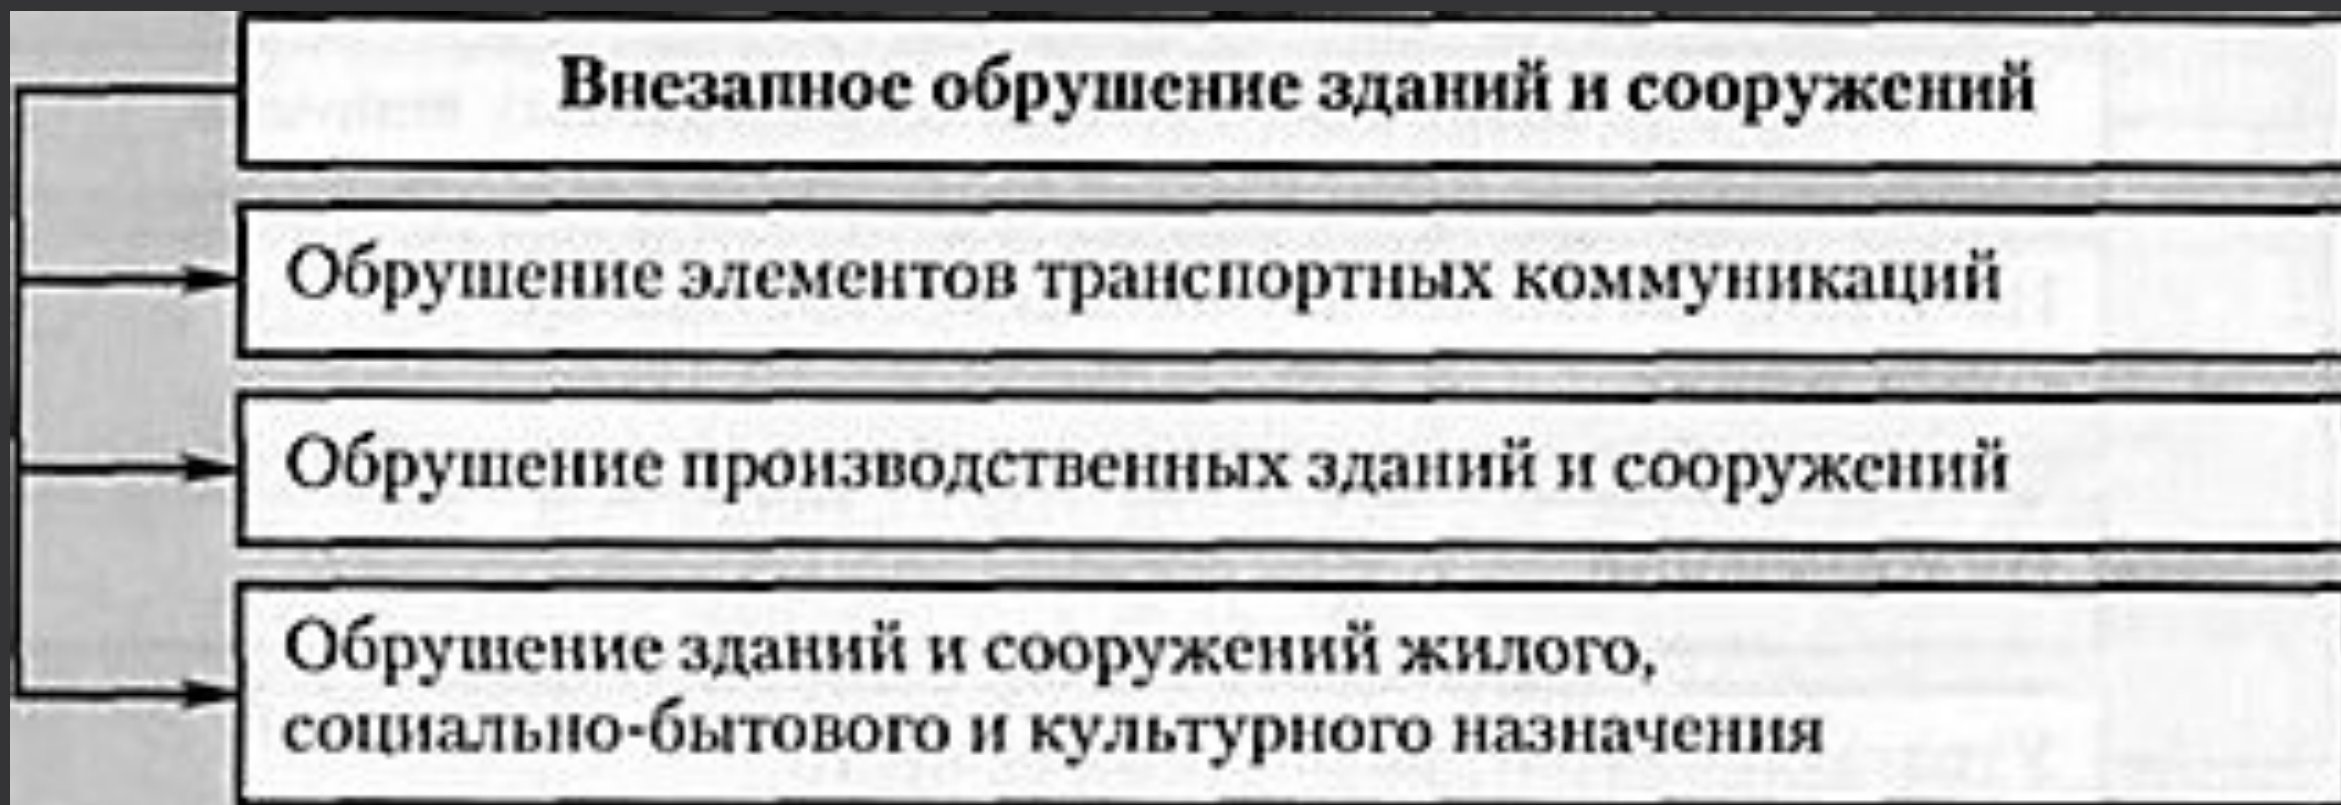 Внезапное обрушение зданий и сооружений
Обрушение элементов транспортных коммуникаций
Обрушение производственных зданий и сооружений
Обрушение зданий и сооружений жилого,
социально-бытового и культурного назначения